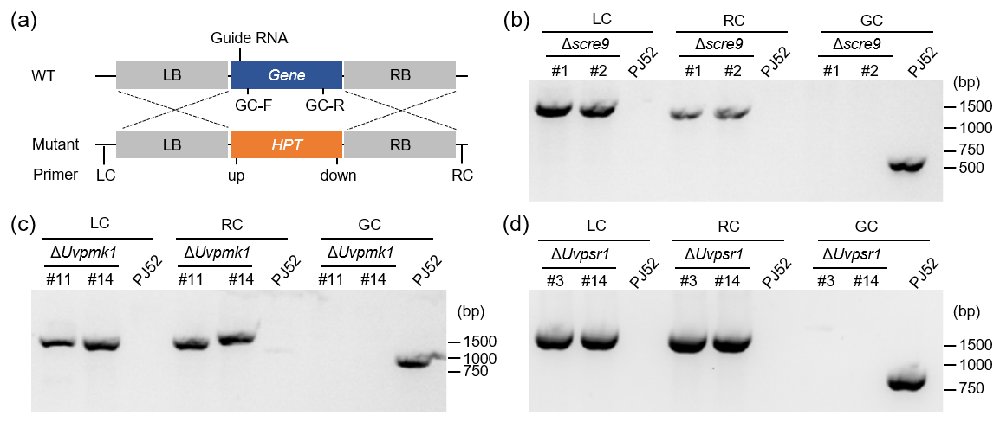 (a)
Guide RNA
WT LB Gene RB
GC-F GC-R
Mutant LB HPT RB
Primer LC up down RC
(b)
LC RC GC
Δscre9 PJ52 Δscre9 PJ52 Δscre9 PJ52
#1 #2 #1 #2 #1 #2
(bp)
1500
1000
750
500
(c)
LC RC GC
ΔUvpmk1 PJ52 ΔUvpmk1 PJ52 ΔUvpmk1 PJ52
#11 #14 #11 #14 #11 #14
(bp)
1500
1000
750
(d)
LC RC GC
ΔUvpsr1 PJ52 ΔUvpsr1 PJ52 ΔUvpsr1 PJ52
#3 #14 #3 #14 #3 #14
(bp)
1500
1000
750